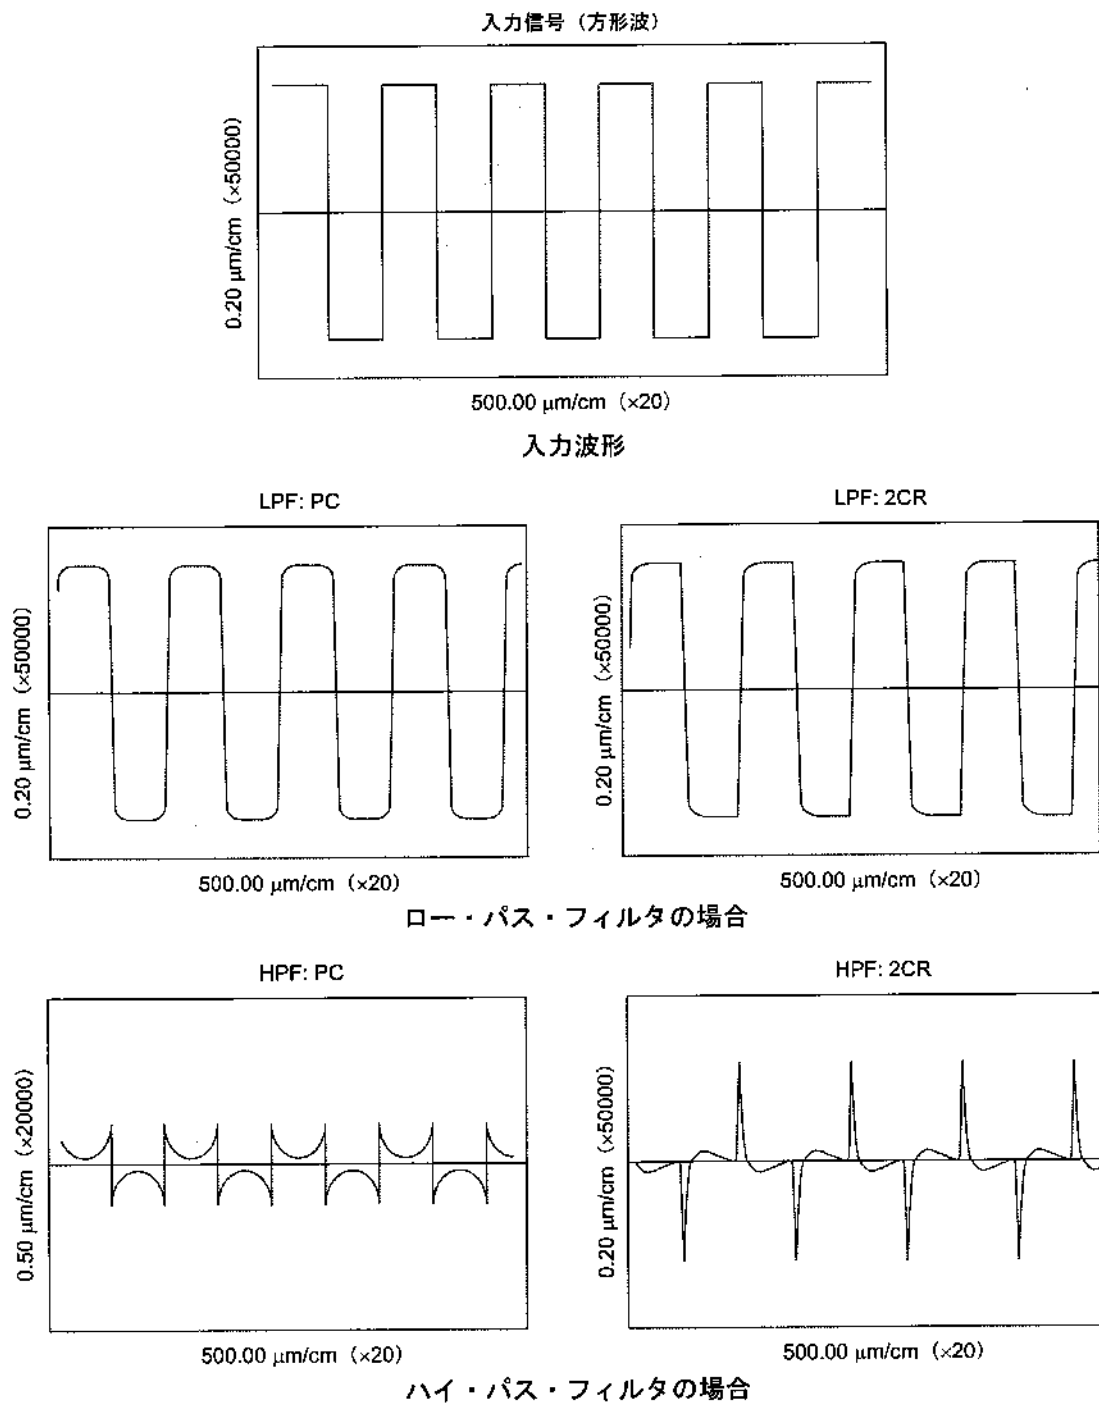 入力信号（方形波）
0.20 μm/cm（×50000）
500.00 μm/cm（×20）
入力波形
LPF: PC
LPF: 2CR
0.20 μm/cm（×50000）
0.20 μm/cm（×50000）
500.00 μm/cm（×20）
500.00 μm/cm（×20）
ロー・パス・フィルタの場合
HPF: PC
HPF: 2CR
0.50 μm/cm（×20000）
0.20 μm/cm（×50000）
500.00 μm/cm（×20）
500.00 μm/cm（×20）
ハイ・パス・フィルタの場合